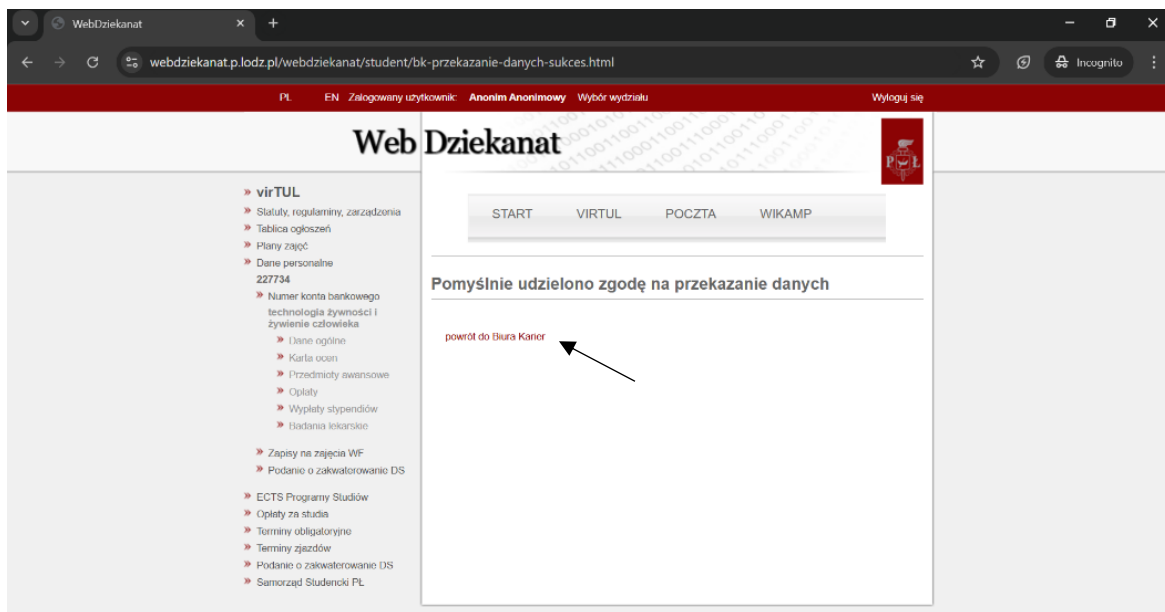 WebDziekanat
webdziekanat.p.lodz.pl/webdziekanat/student/bk-przekazanie-danych-sukces.html
Incognito
PL EN Zalogowany użytkownik: Anonim Anonimowy Wybór wydziału Wyloguj się
Web Dziekanat
P Ł
virTUL
Statuty, regulaminy, zarządzonia
Tablica ogłoszeń
Plany zajęć
Dane personalne
227734
Numer konta bankowego
technologia żywności i
żywienie człowieka
Dane ogólne
Karta ocen
Przedmioty awansowe
Opłaty
Wypłaty stypendiów
Badania lekarskie
Zapisy na zajęcia WF
Podanie o zakwaterowanie DS
ECTS Programy Studiów
Opłaty za studia
Terminy obligatoryjne
Terminy zjazdów
Podanie o zakwaterowanie DS
Samorząd Studencki PŁ
START VIRTUL POCZTA WIKAMP
Pomyślnie udzielono zgodę na przekazanie danych
powrót do Biura Karier